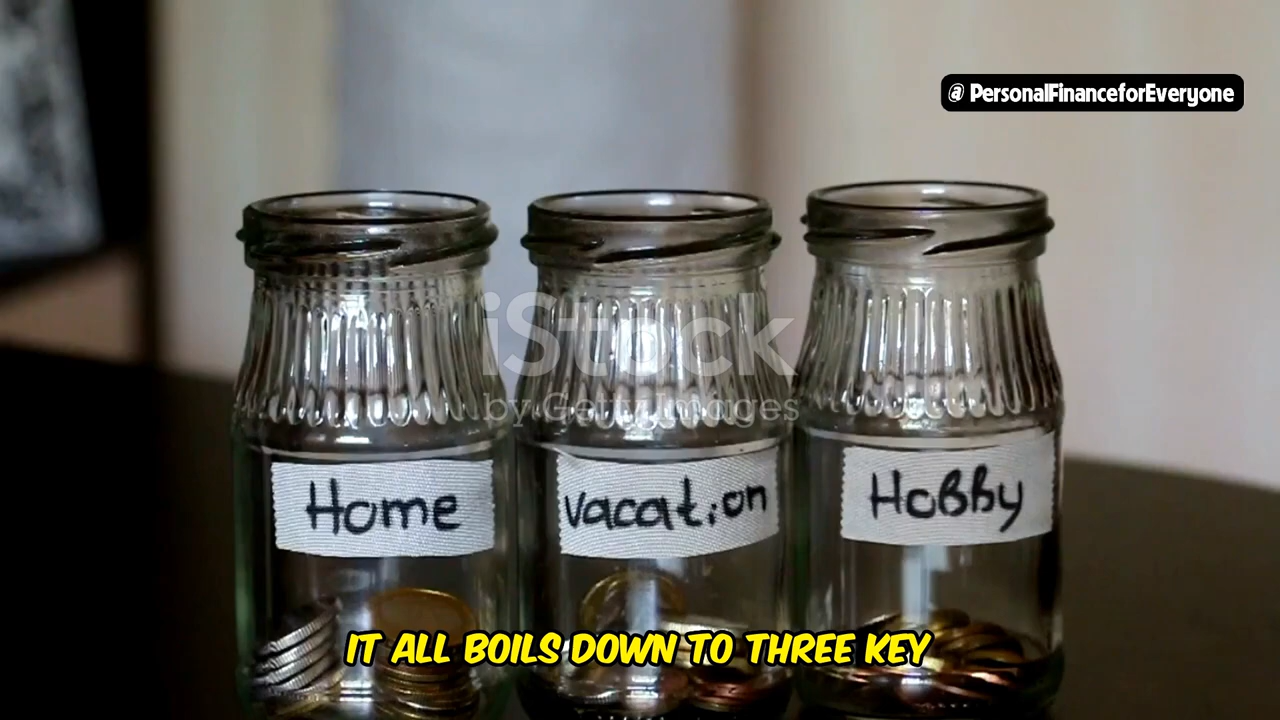 @ PersonalFinanceforEveryone
iStock
by Getty Images
Home
vacation
HoBBy
IT ALL BOILS DOWN TO THREE KEY